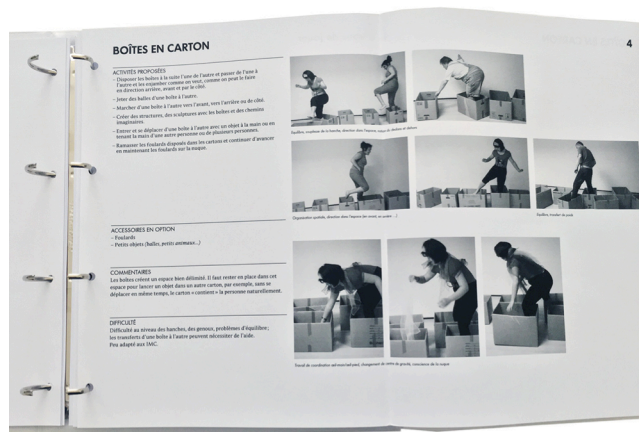 BOÎTES EN CARTON
4
ACTIVITÉS PROPOSÉES
– Disposer les boîtes à la suite l'une de l'autre et passer de l'une à
l'autre et les enjamber comme on veut, comme on peut le faire
en direction arrière, avant et par le côté.
– Jeter des balles d'une boîte à l'autre.
– Marcher d'une boîte à l'autre vers l'avant, vers l'arrière ou de côté.
– Créer des structures, des sculptures avec les boîtes et des chemins
imaginaires.
– Entrer et se déplacer d'une boîte à l'autre avec un objet à la main ou en
tenant la main d'une autre personne ou de plusieurs personnes.
– Ramasser les foulards disposés dans les cartons et continuer d'avancer
en maintenant les foulards sur la nuque.
ACCESSOIRES EN OPTION
– Foulards
– Petits objets (balles, petits animaux...)
COMMENTAIRES
Les boîtes créent un espace bien délimité. Il faut rester en place dans cet
espace pour lancer un objet dans un autre carton, par exemple, sans se
déplacer en même temps, le carton « contient » la personne naturellement.
DIFFICULTÉ
Difficulté au niveau des hanches, des genoux, problèmes d'équilibre ;
les transferts d'une boîte à l'autre peuvent nécessiter de l'aide.
Peu adapté aux IMC.
Équilibre, souplesse de la hanche, direction dans l'espace, notion de dedans et dehors
Organisation spatiale, direction dans l'espace (en avant, en arrière ...)
Équilibre, transfert de poids
Travail de coordination œil-main/œil-pied, changement de centre de gravité, conscience de la nuque